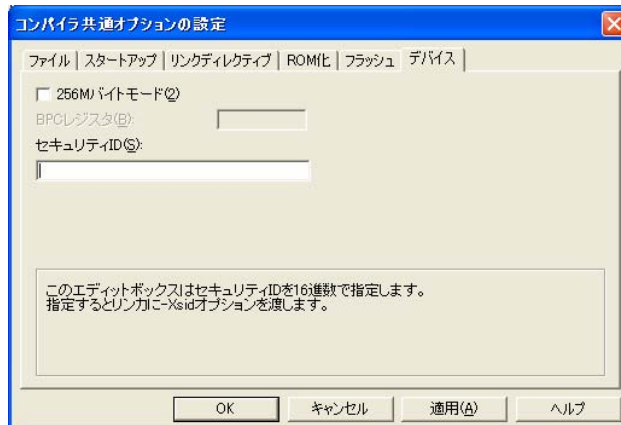 コンパイラ共通オプションの設定
ファイル スタートアップ リンクディレクティブ ROM化 フラッシュ デバイス
256Mバイトモード(2)
BPCレジスタ(B):
セキュリティID(S):
このエディットボックスはセキュリティIDを16進数で指定します。
指定するとリンカに-Xsidオプションを渡します。
OK キャンセル 適用(A) ヘルプ